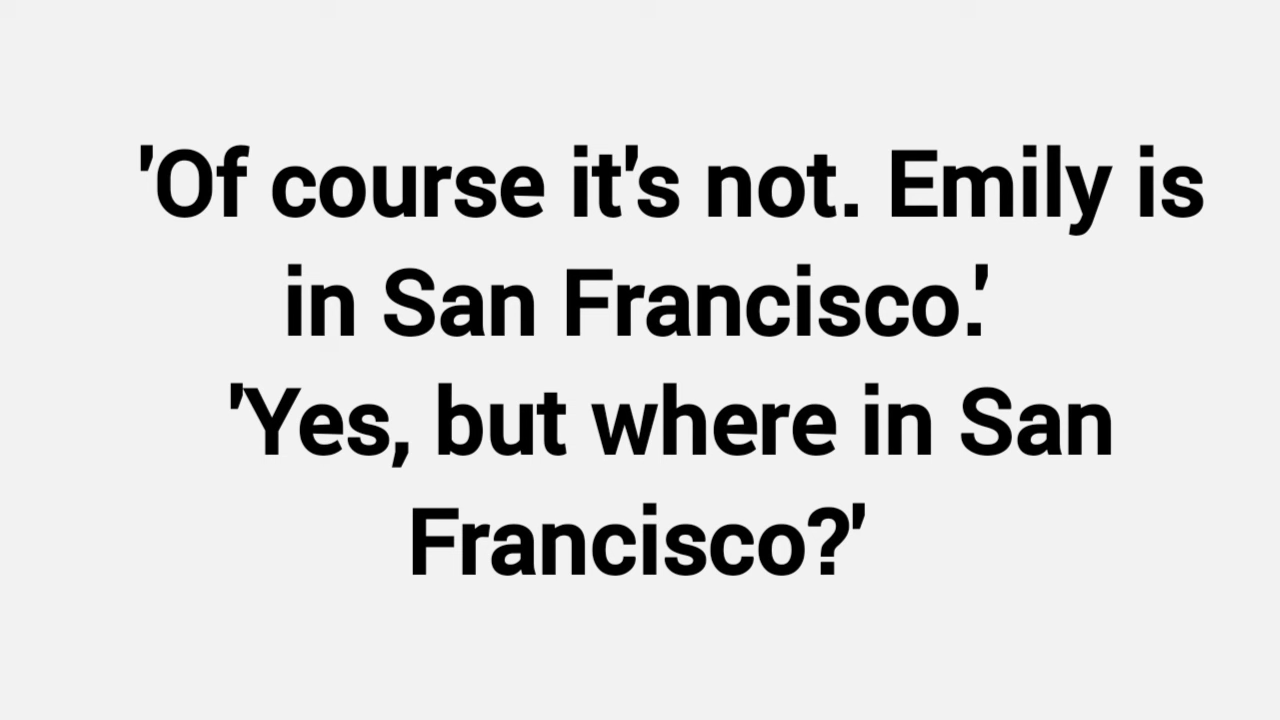 'Of course it's not. Emily is
in San Francisco.'
'Yes, but where in San
Francisco?'